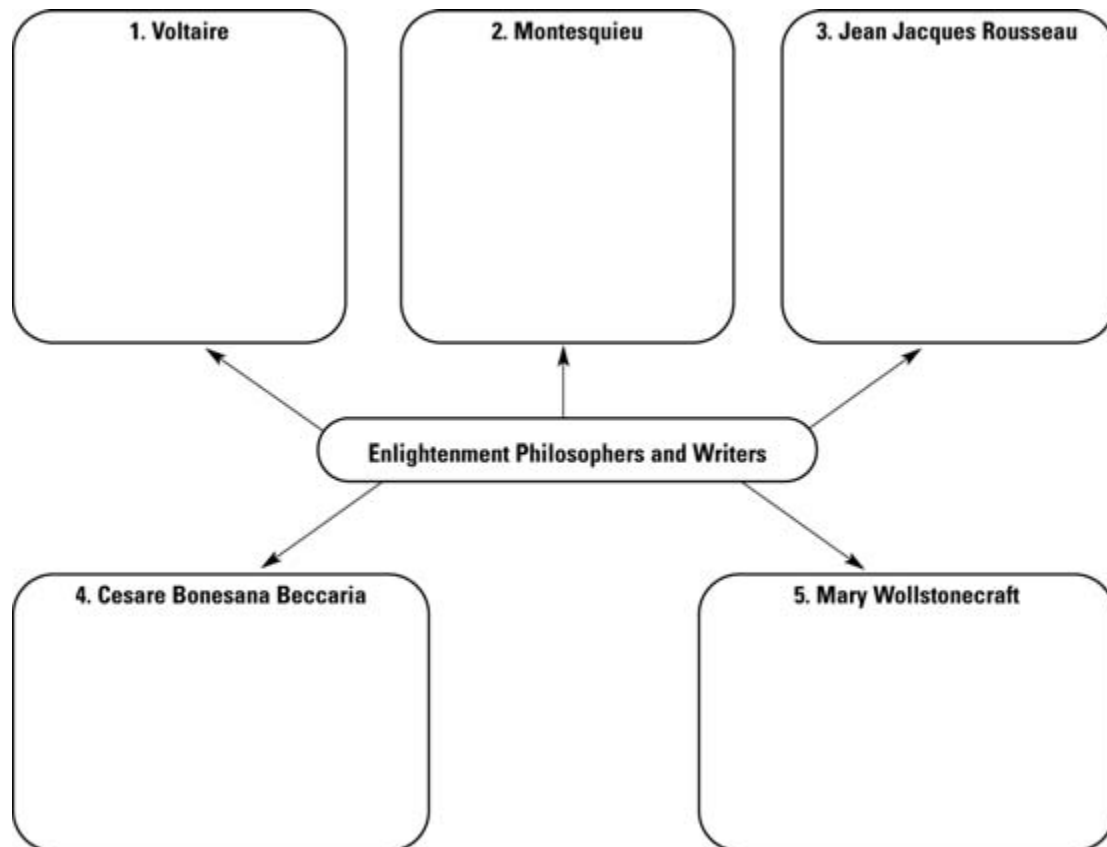 1. Voltaire
2. Montesquieu
3. Jean Jacques Rousseau
Enlightenment Philosophers and Writers
4. Cesare Bonesana Beccaria
5. Mary Wollstonecraft